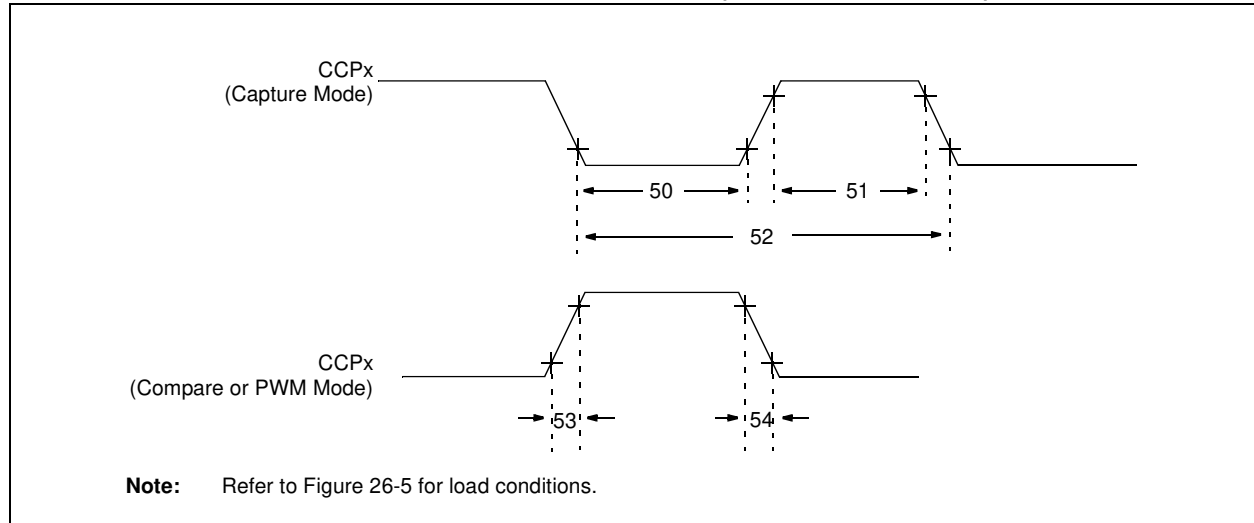 CCPx
(Capture Mode)
50
51
52
CCPx
(Compare or PWM Mode)
53
54
Note: Refer to Figure 26-5 for load conditions.